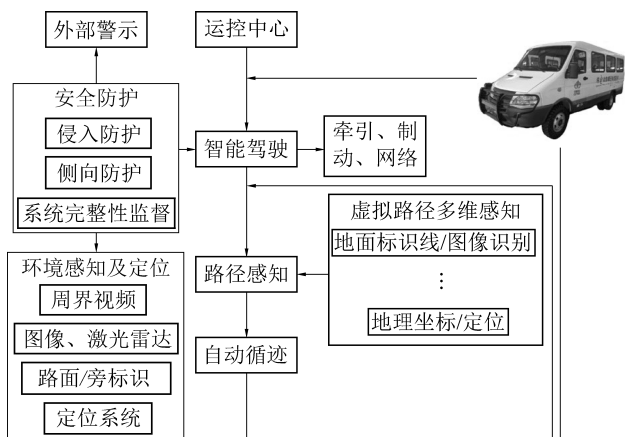 外部警示
运控中心
安全防护
侵入防护
侧向防护
系统完整性监督
智能驾驶
牵引、制
动、网络
虚拟路径多维感知
地面标识线/图像识别
⋮
地理坐标/定位
环境感知及定位
周界视频
图像、激光雷达
路面/旁标识
定位系统
路径感知
自动循迹